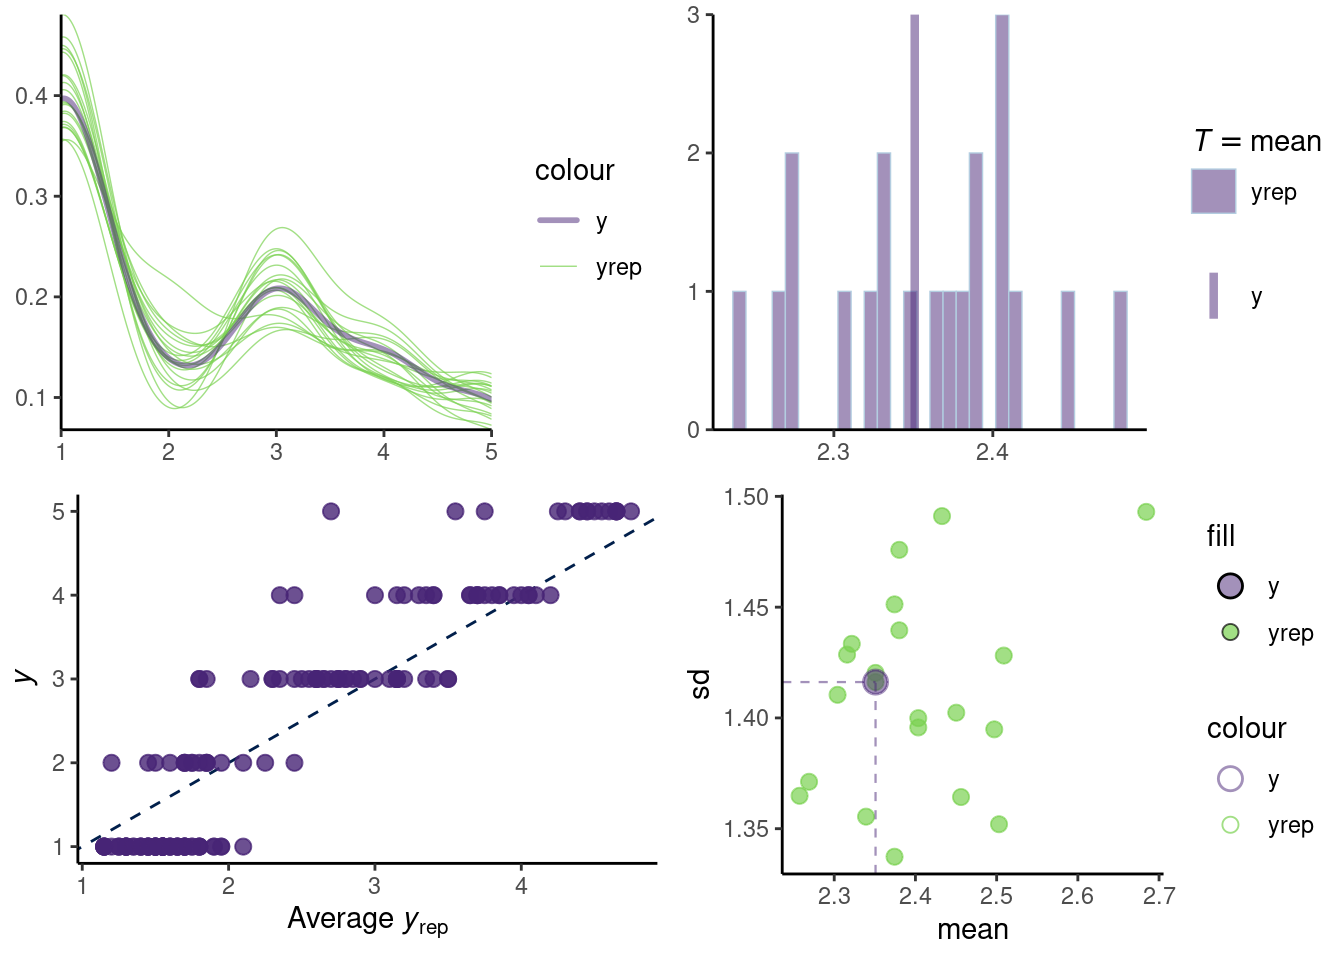 0.4
0.3
0.2
0.1
1 2 3 4 5
colour
y
yrep
3
2
1
0
2.3 2.4
T = mean
yrep
y
5
4
3
2
1
y
1 2 3 4
Average yrep
1.50
1.45
1.40
1.35
sd
2.3 2.4 2.5 2.6 2.7
mean
fill
y
yrep
colour
y
yrep